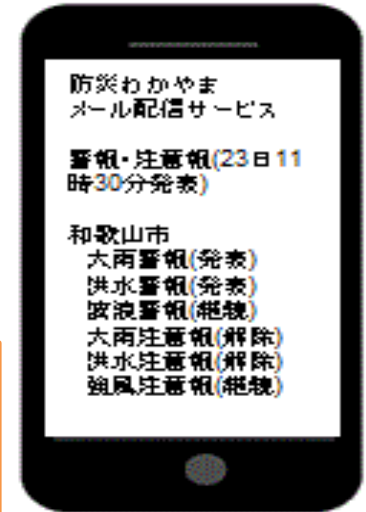 防災わかやま
メール配信サービス
警報・注意報(23日11
時30分発表)
和歌山市
大雨警報(発表)
洪水警報(発表)
波浪警報(継続)
大雨注意報(解除)
洪水注意報(解除)
強風注意報(継続)